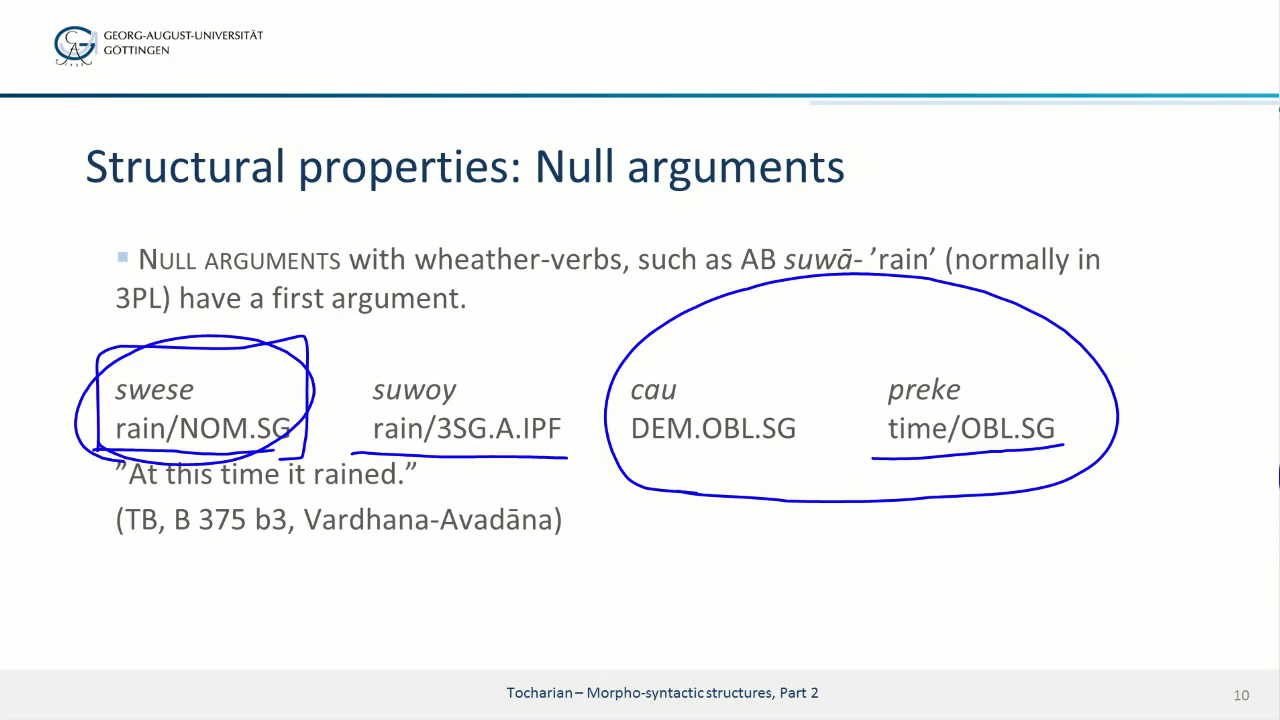 GEORG-AUGUST-UNIVERSITÄT
GÖTTINGEN
Structural properties: Null arguments
NULL ARGUMENTS with wheather-verbs, such as AB suwā- ’rain’ (normally in
3PL) have a first argument.
swese suwoy cau preke
rain/NOM.SG rain/3SG.A.IPF DEM.OBL.SG time/OBL.SG
”At this time it rained.”
(TB, B 375 b3, Vardhana-Avadāna)
Tocharian – Morpho-syntactic structures, Part 2
10